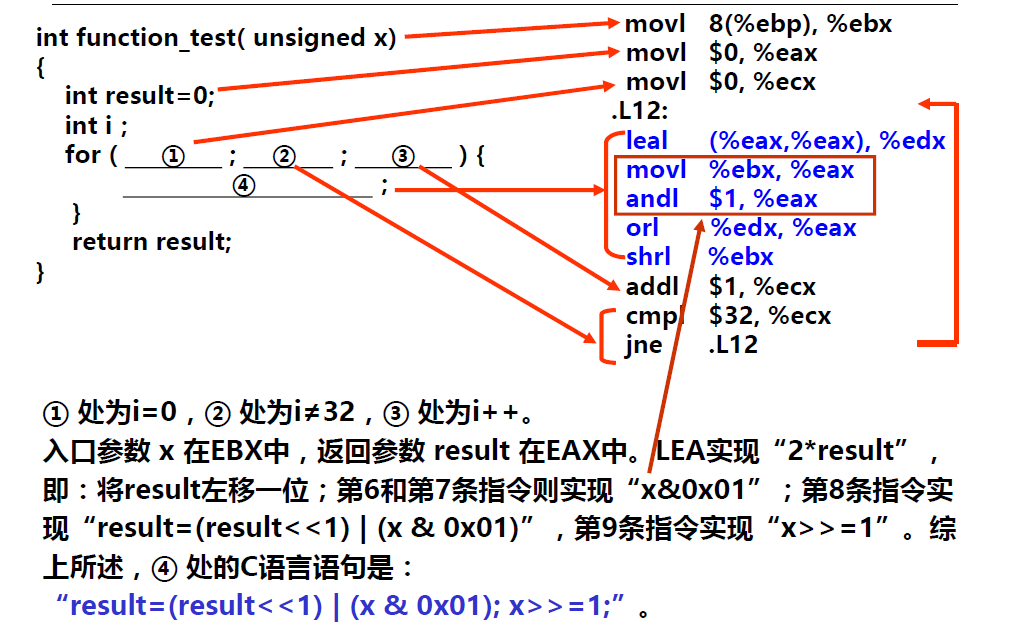 int function_test( unsigned x)
{
int result=0;
int i ;
for ( ① ; ② ; ③ ) {
④ ;
}
return result;
}
movl 8(%ebp), %ebx
movl $0, %eax
movl $0, %ecx
.L12:
leal (%eax,%eax), %edx
movl %ebx, %eax
andl $1, %eax
orl %edx, %eax
shrl %ebx
addl $1, %ecx
cmpl $32, %ecx
jne .L12
① 处为i=0，② 处为i≠32，③ 处为i++。
入口参数 x 在EBX中，返回参数 result 在EAX中。LEA实现“2*result”，
即：将result左移一位；第6和第7条指令则实现“x&0x01”；第8条指令实
现“result=(result<<1) | (x & 0x01)”，第9条指令实现“x>>=1”。综
上所述，④ 处的C语言语句是：
“result=(result<<1) | (x & 0x01); x>>=1;”。